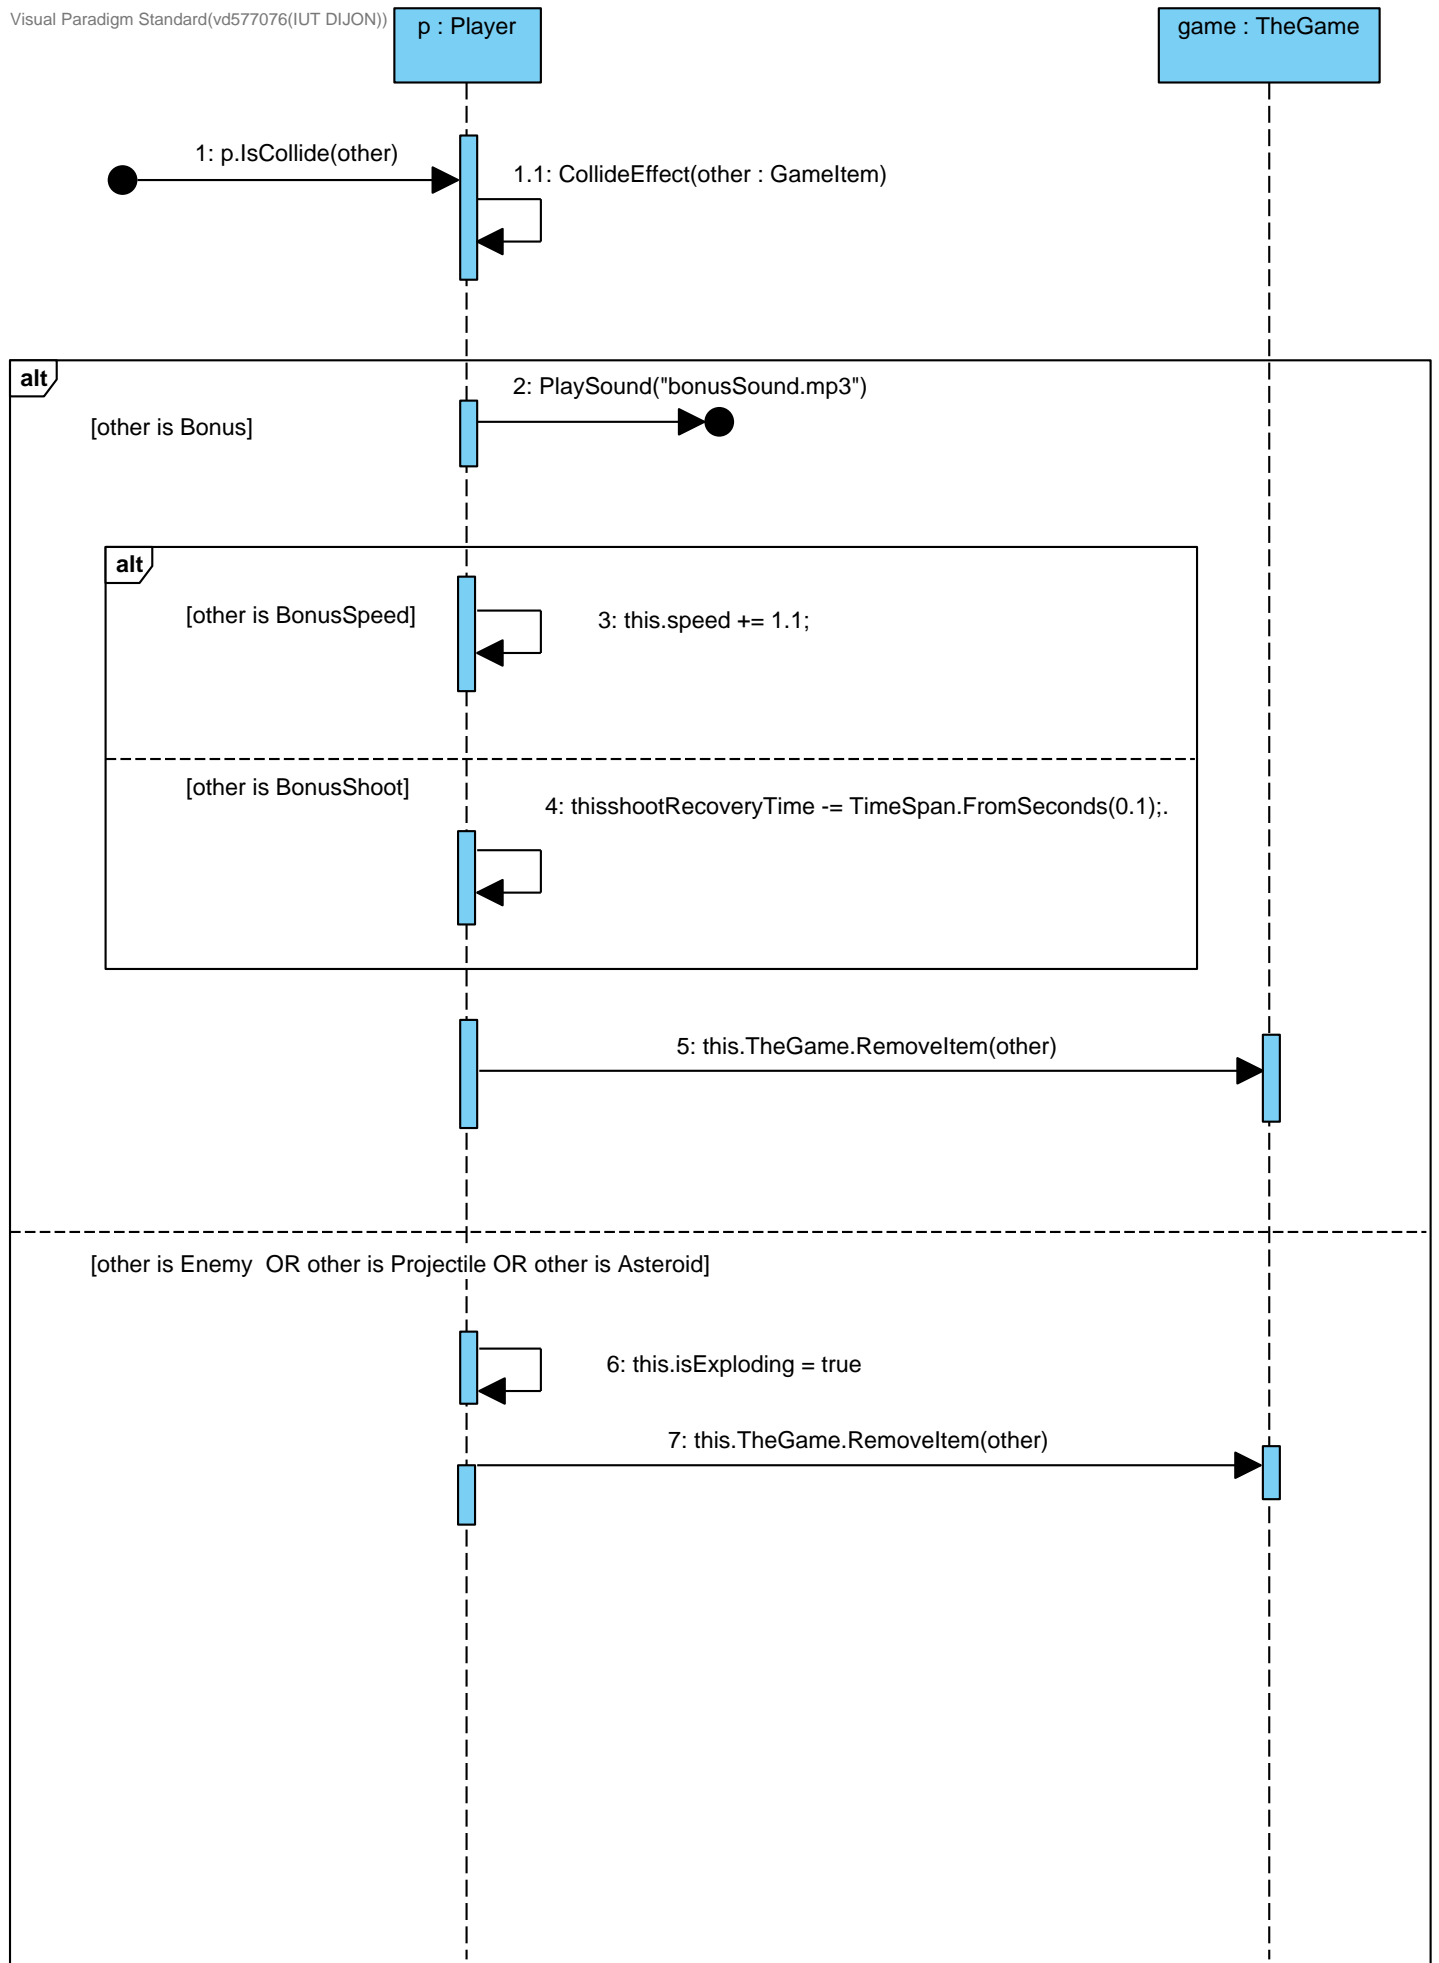 Visual Paradigm Standard(vd577076(IUT DIJON))
p : Player
game : TheGame
1: p.IsCollide(other)
1.1: CollideEffect(other : GameItem)
alt
2: PlaySound("bonusSound.mp3")
[other is Bonus]
alt
[other is BonusSpeed]
3: this.speed += 1.1;
[other is BonusShoot]
4: thisshootRecoveryTime -= TimeSpan.FromSeconds(0.1);.
5: this.TheGame.RemoveItem(other)
[other is Enemy  OR other is Projectile OR other is Asteroid]
6: this.isExploding = true
7: this.TheGame.RemoveItem(other)